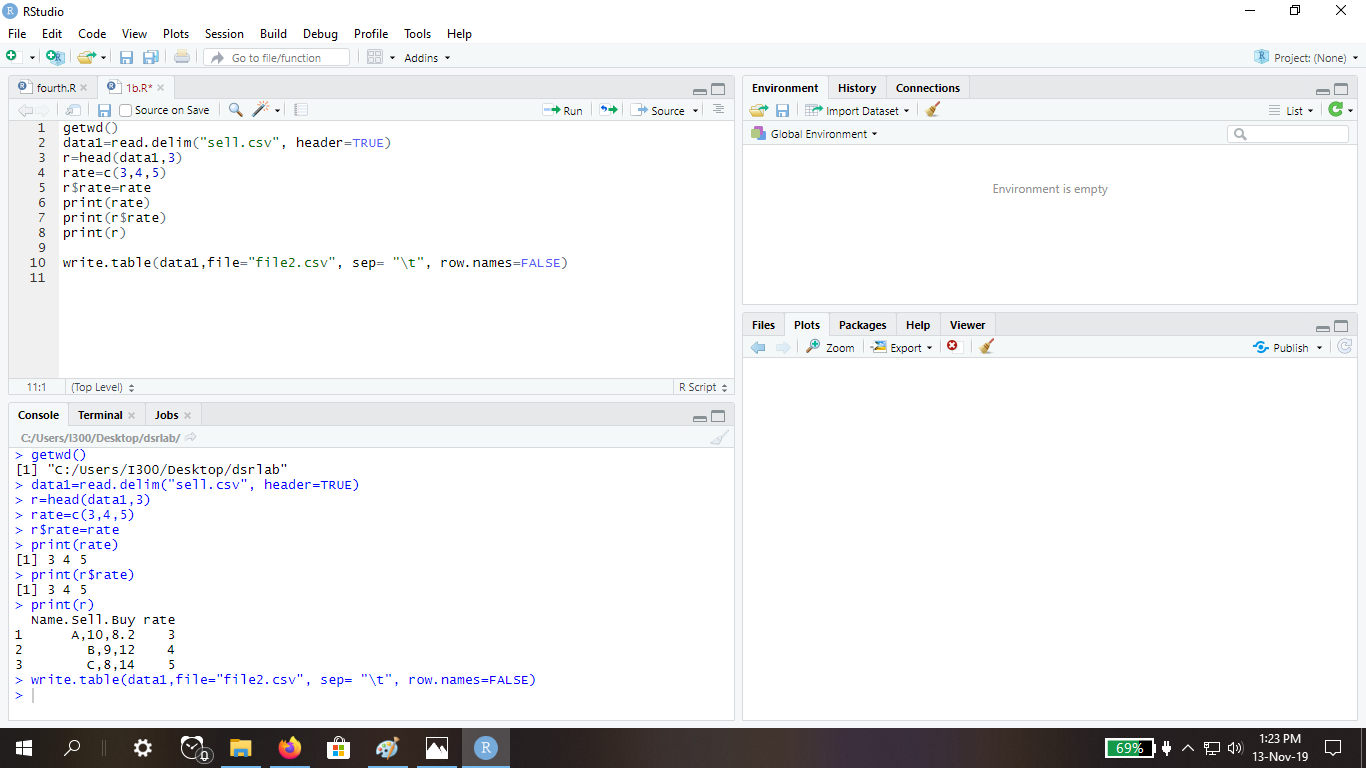 RStudio
File Edit Code View Plots Session Build Debug Profile Tools Help
Go to file/function Addins Project: (None)
fourth.R 1b.R*
Source on Save Run Source
1 getwd()
2 data1=read.delim("sell.csv", header=TRUE)
3 r=head(data1,3)
4 rate=c(3,4,5)
5 r$rate=rate
6 print(rate)
7 print(r$rate)
8 print(r)
9
10 write.table(data1,file="file2.csv", sep= "\t", row.names=FALSE)
11
11:1 (Top Level) R Script
Console Terminal Jobs
C:/Users/I300/Desktop/dsrlab/
> getwd()
[1] "C:/Users/I300/Desktop/dsrlab"
> data1=read.delim("sell.csv", header=TRUE)
> r=head(data1,3)
> rate=c(3,4,5)
> r$rate=rate
> print(rate)
[1] 3 4 5
> print(r$rate)
[1] 3 4 5
> print(r)
Name.Sell.Buy rate
1 A,10,8.2 3
2 B,9,12 4
3 C,8,14 5
> write.table(data1,file="file2.csv", sep= "\t", row.names=FALSE)
>
Environment History Connections
Import Dataset List
Global Environment
Environment is empty
Files Plots Packages Help Viewer
Zoom Export Publish
69%
1:23 PM
13-Nov-19